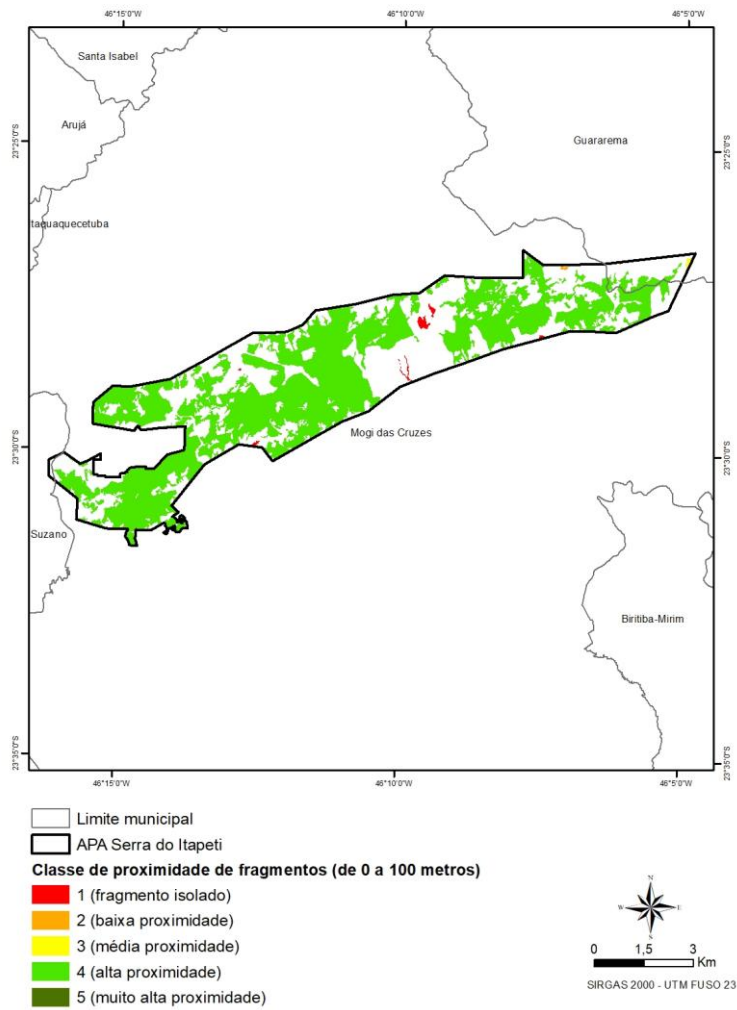 46°15'0"W 46°10'0"W 46°5'0"W
Santa Isabel
Arujá
23°25'0"S
Guararema
23°25'0"S
taquaquecetuba
Mogi das Cruzes
23°30'0"S
23°30'0"S
Suzano
Biritiba-Mirim
23°35'0"S
23°35'0"S
46°15'0"W 46°10'0"W 46°5'0"W
Limite municipal
APA Serra do Itapeti
Classe de proximidade de fragmentos (de 0 a 100 metros)
1 (fragmento isolado)
2 (baixa proximidade)
3 (média proximidade)
4 (alta proximidade)
5 (muito alta proximidade)
N
W E
S
0 1,5 3
Km
SIRGAS 2000 - UTM FUSO 23